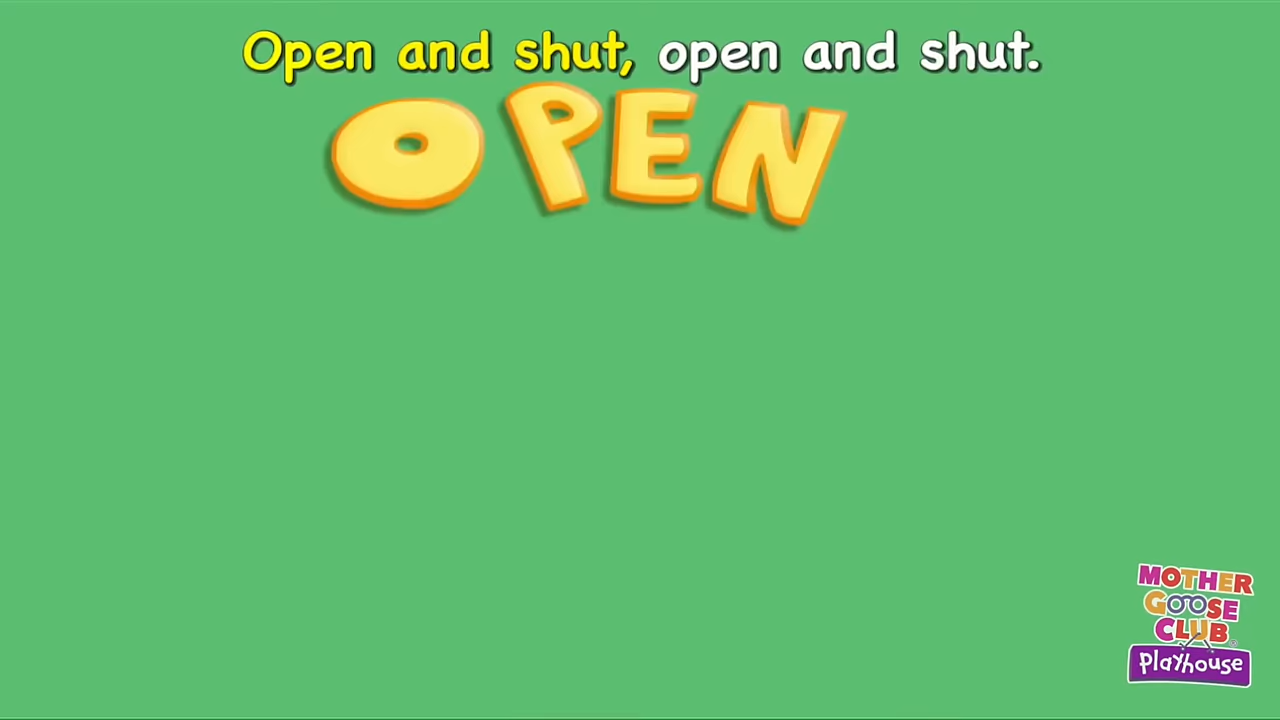 Open and shut, open and shut.
OPEN
MOTHER
GOOSE
CLUB
Playhouse